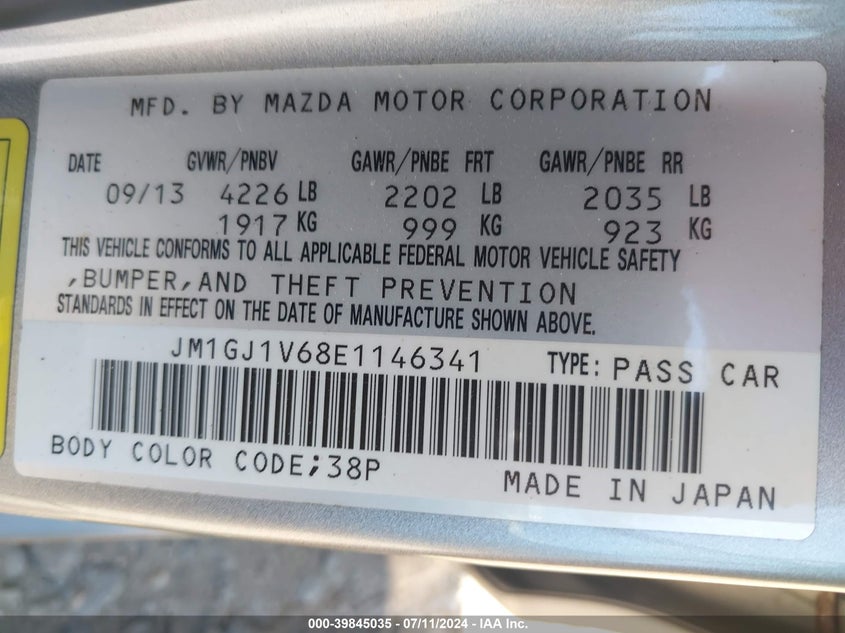 MFD. BY MAZDA MOTOR CORPORATION
DATE GVWR/PNBV GAWR/PNBE FRT GAWR/PNBE RR
09/13 4226 LB 2202 LB 2035 LB
1917 KG 999 KG 923 KG
THIS VEHICLE CONFORMS TO ALL APPLICABLE FEDERAL MOTOR VEHICLE SAFETY
,BUMPER,AND THEFT PREVENTION
STANDARDS IN EFFECT ON THE DATE OF MANUFACTURE SHOWN ABOVE.
JM1GJ1V68E1146341 TYPE: PASS CAR
BODY COLOR CODE;38P
MADE IN JAPAN
000-39845035 - 07/11/2024 - IAA Inc.